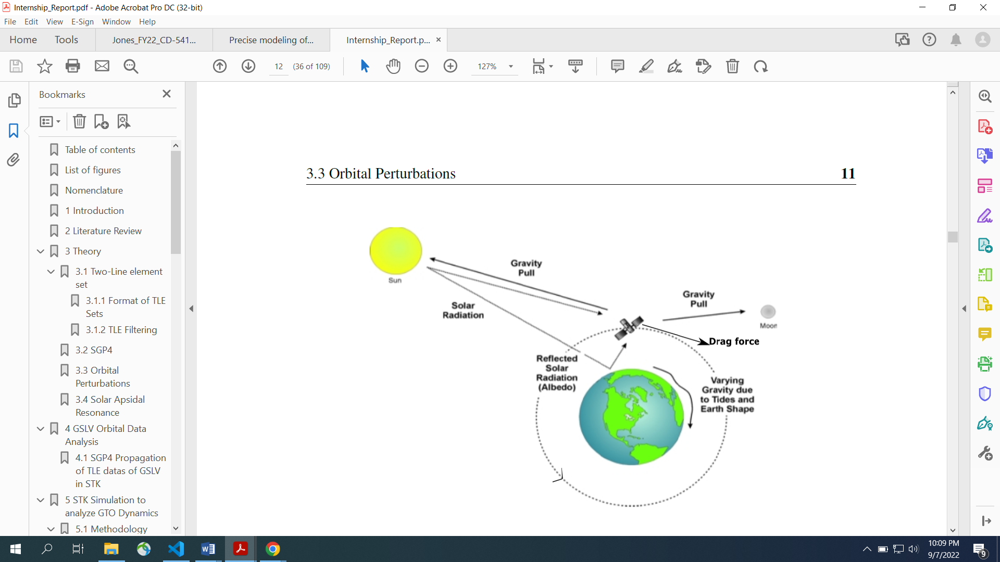 Internship_Report.pdf - Adobe Acrobat Pro DC (32-bit)
File Edit View E-Sign Window Help
Home Tools Jones_FY22_CD-541... Precise modeling of... Internship_Report.p...
12 (36 of 109) 127%
Bookmarks
Table of contents
List of figures
Nomenclature
1 Introduction
2 Literature Review
3 Theory
3.1 Two-Line element
set
3.1.1 Format of TLE
Sets
3.1.2 TLE Filtering
3.2 SGP4
3.3 Orbital
Perturbations
3.4 Solar Apsidal
Resonance
4 GSLV Orbital Data
Analysis
4.1 SGP4 Propagation
of TLE datas of GSLV
in STK
5 STK Simulation to
analyze GTO Dynamics
5.1 Methodology
3.3 Orbital Perturbations 11
Sun
Gravity
Pull
Solar
Radiation
Gravity
Pull
Moon
Drag force
Reflected
Solar
Radiation
(Albedo)
Varying
Gravity due
to Tides and
Earth Shape
10:09 PM
9/7/2022
9